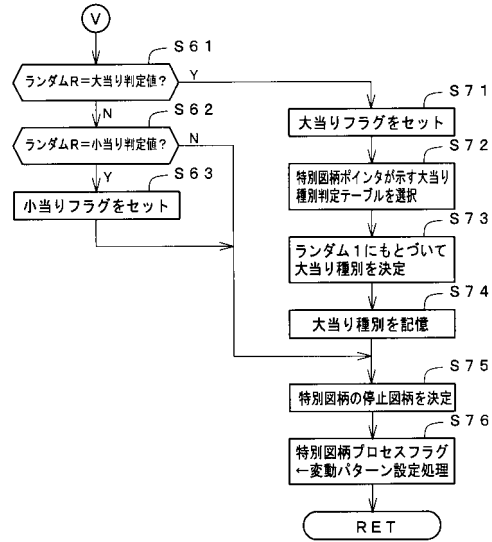 V
S61
ランダムR=大当り判定値?
Y
N
S62
ランダムR=小当り判定値?
N
Y
S63
小当りフラグをセット
S71
大当りフラグをセット
S72
特別図柄ポインタが示す大当り
種別判定テーブルを選択
S73
ランダム1にもとづいて
大当り種別を決定
S74
大当り種別を記憶
S75
特別図柄の停止図柄を決定
S76
特別図柄プロセスフラグ
←変動パターン設定処理
RET